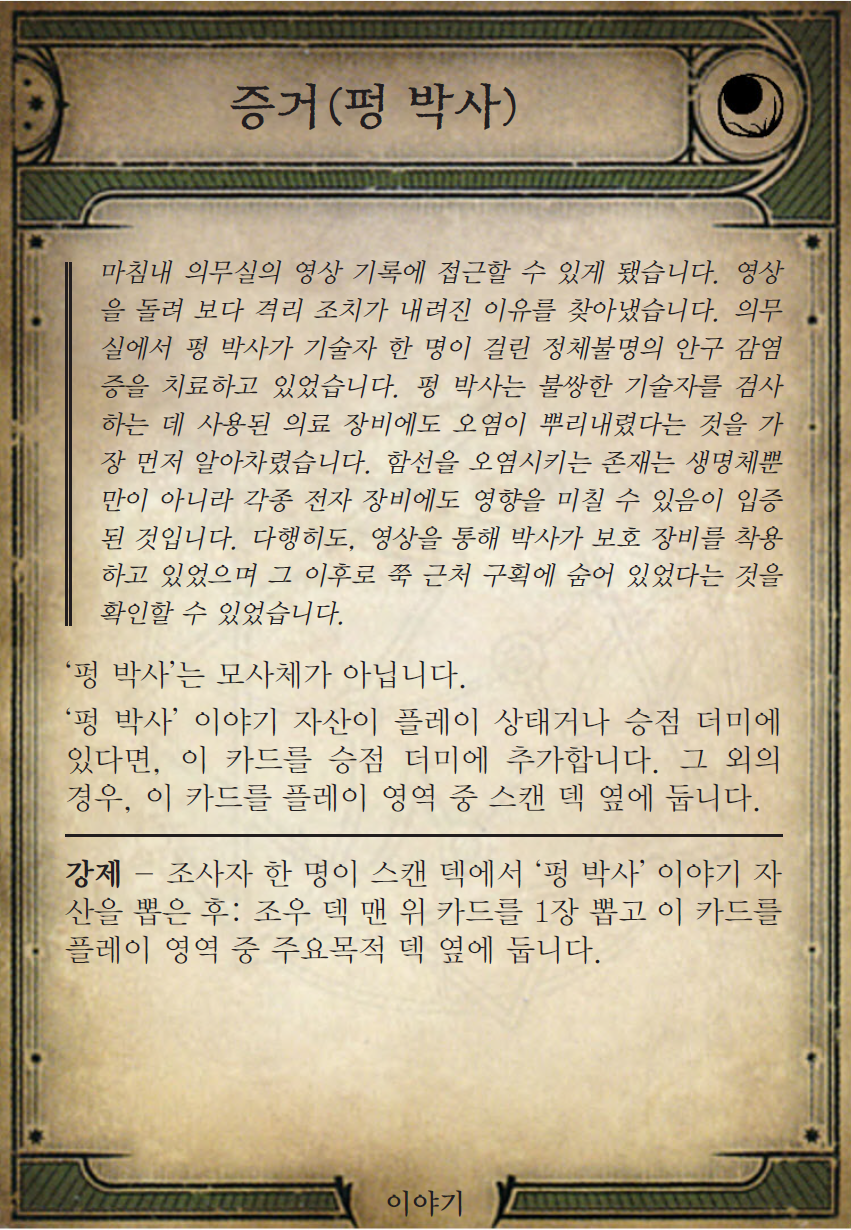 증거(펑 박사)
마침내 의무실의 영상 기록에 접근할 수 있게 됐습니다. 영상
을 돌려 보다 격리 조치가 내려진 이유를 찾아냈습니다. 의무
실에서 펑 박사가 기술자 한 명이 걸린 정체불명의 안구 감염
증을 치료하고 있었습니다. 펑 박사는 불쌍한 기술자를 검사
하는 데 사용된 의료 장비에도 오염이 뿌리내렸다는 것을 가
장 먼저 알아차렸습니다. 함선을 오염시키는 존재는 생명체뿐
만이 아니라 각종 전자 장비에도 영향을 미칠 수 있음이 입증
된 것입니다. 다행히도, 영상을 통해 박사가 보호 장비를 착용
하고 있었으며 그 이후로 쭉 근처 구획에 숨어 있었다는 것을
확인할 수 있었습니다.
‘펑 박사’는 모사체가 아닙니다.
‘펑 박사’ 이야기 자산이 플레이 상태거나 승점 더미에
있다면, 이 카드를 승점 더미에 추가합니다. 그 외의
경우, 이 카드를 플레이 영역 중 스캔 덱 옆에 둡니다.
강제 – 조사자 한 명이 스캔 덱에서 ‘펑 박사’ 이야기 자
산을 뽑은 후: 조우 덱 맨 위 카드를 1장 뽑고 이 카드를
플레이 영역 중 주요목적 덱 옆에 둡니다.
이야기